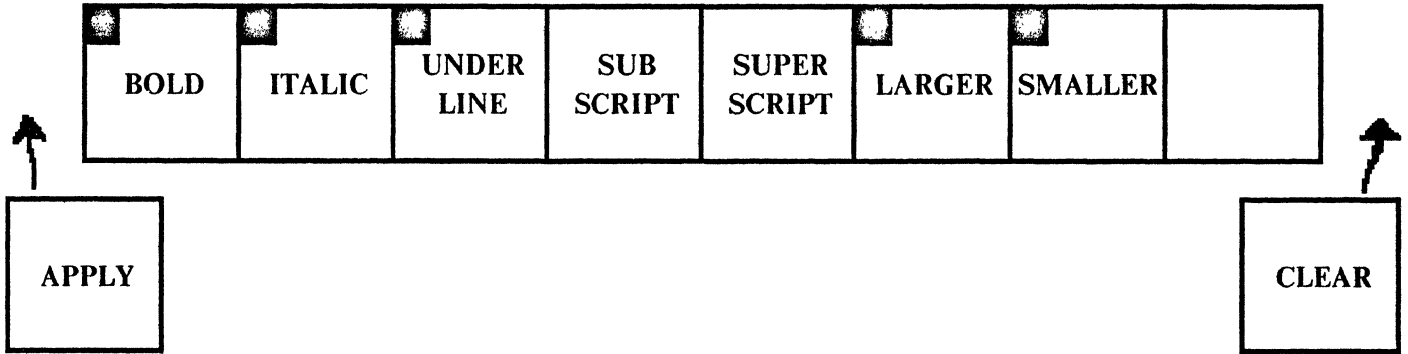 BOLD
ITALIC
UNDER
LINE
SUB
SCRIPT
SUPER
SCRIPT
LARGER
SMALLER
APPLY
CLEAR